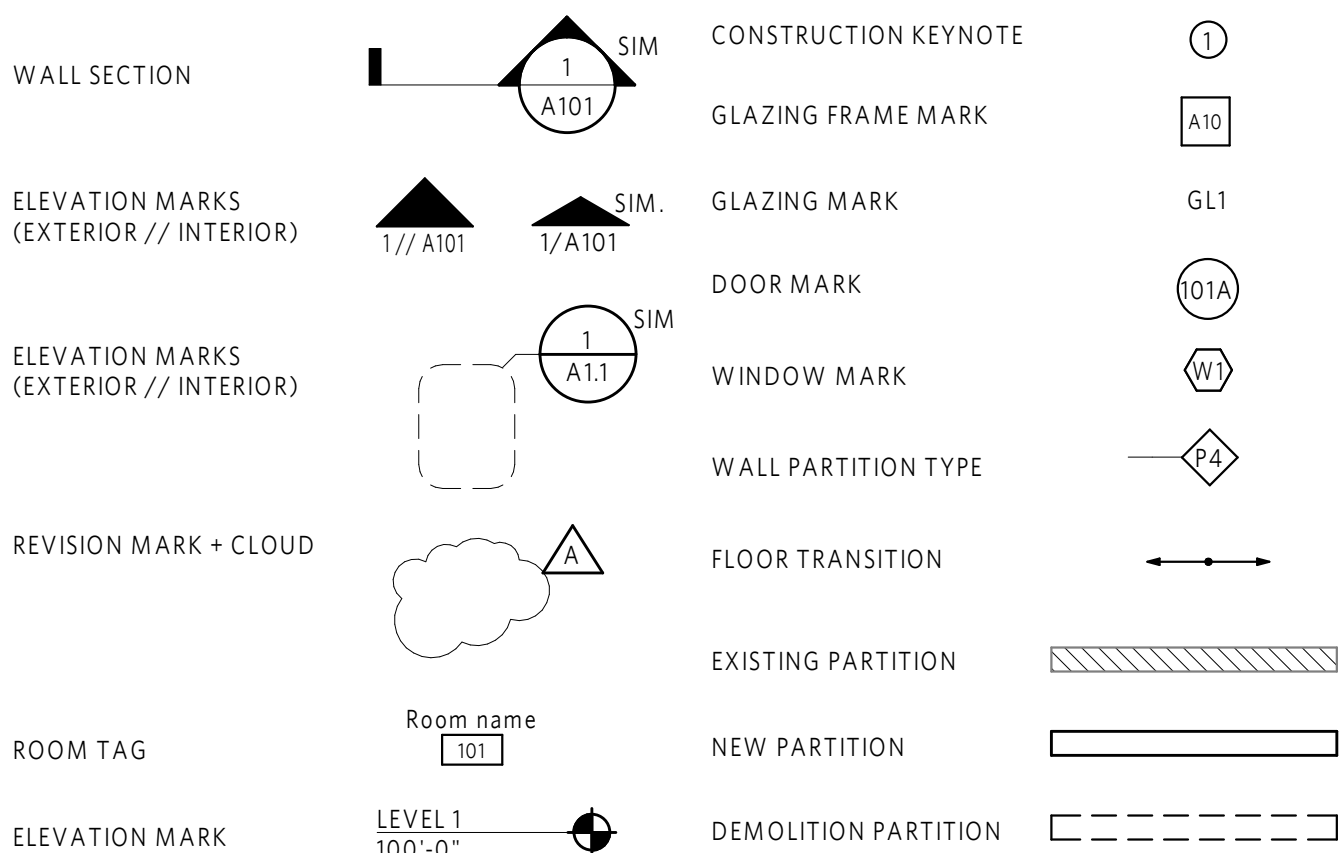 WALL SECTION
SIM
1
A101
ELEVATION MARKS
(EXTERIOR // INTERIOR)
1 // A101
SIM.
1/A101
ELEVATION MARKS
(EXTERIOR // INTERIOR)
SIM
1
A1.1
REVISION MARK + CLOUD
A
ROOM TAG
Room name
101
ELEVATION MARK
LEVEL 1
100'-0"
CONSTRUCTION KEYNOTE
1
GLAZING FRAME MARK
A10
GLAZING MARK
GL1
DOOR MARK
101A
WINDOW MARK
W1
WALL PARTITION TYPE
P4
FLOOR TRANSITION
EXISTING PARTITION
NEW PARTITION
DEMOLITION PARTITION